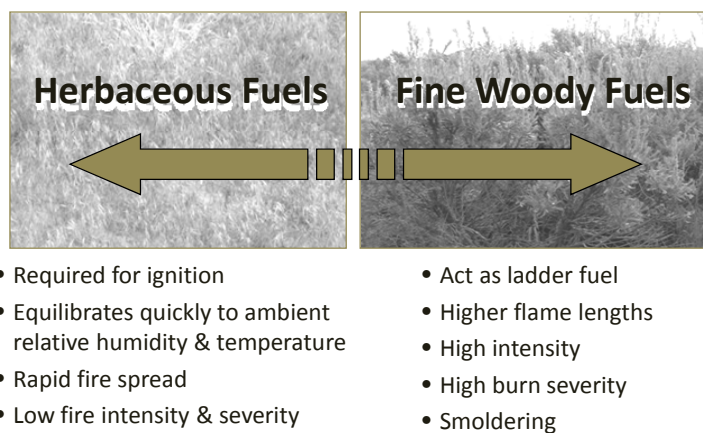 Herbaceous Fuels
Fine Woody Fuels
• Required for ignition
• Equilibrates quickly to ambient
relative humidity & temperature
• Rapid fire spread
• Low fire intensity & severity
• Act as ladder fuel
• Higher flame lengths
• High intensity
• High burn severity
• Smoldering